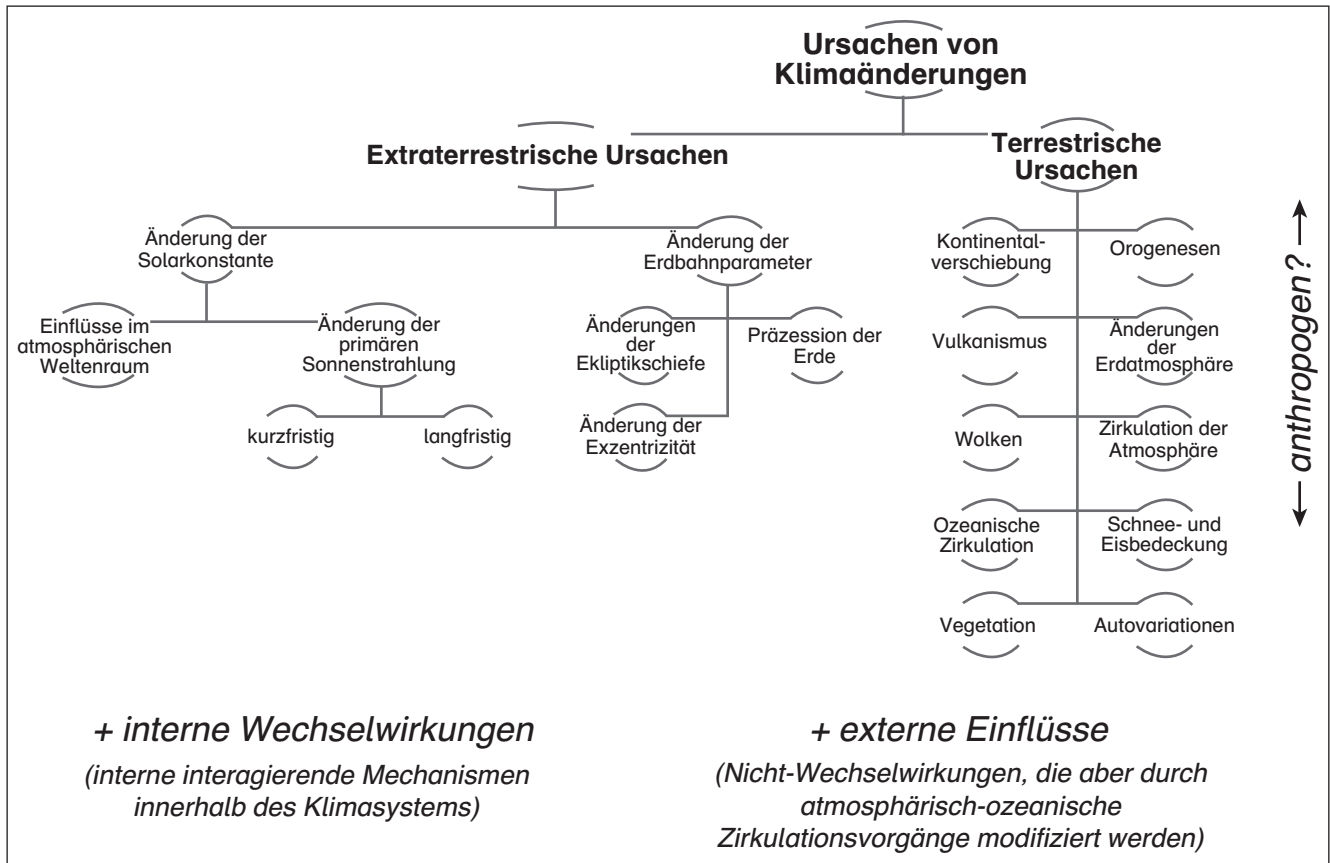 Ursachen von
Klimaänderungen
Extraterrestrische Ursachen
Terrestrische
Ursachen
Änderung der
Solarkonstante
Änderung der
Erdbahnparameter
Einflüsse im
atmosphärischen
Weltenraum
Änderung der
primären
Sonnenstrahlung
kurzfristig
langfristig
Änderungen
der
Ekliptikschiefe
Präzession der
Erde
Änderung der
Exzentrizität
Kontinental-
verschiebung
Orogenesen
Vulkanismus
Änderungen
der
Erdatmosphäre
Wolken
Zirkulation der
Atmosphäre
Ozeanische
Zirkulation
Schnee- und
Eisbedeckung
Vegetation
Autovariationen
anthropogen?
+ interne Wechselwirkungen
(interne interagierende Mechanismen
innerhalb des Klimasystems)
+ externe Einflüsse
(Nicht-Wechselwirkungen, die aber durch
atmosphärisch-ozeanische
Zirkulationsvorgänge modifiziert werden)